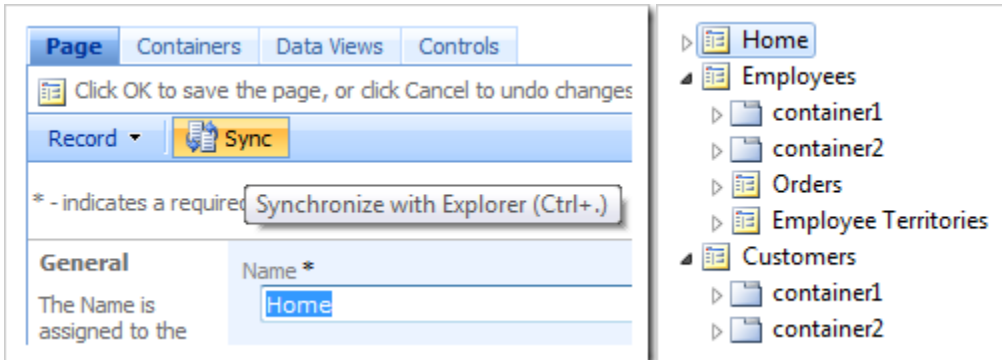 Page Containers Data Views Controls
Click OK to save the page, or click Cancel to undo changes
Record Sync
* - indicates a required
Synchronize with Explorer (Ctrl+.)
General
The Name is
assigned to the
Name *
Home
Home
Employees
container1
container2
Orders
Employee Territories
Customers
container1
container2